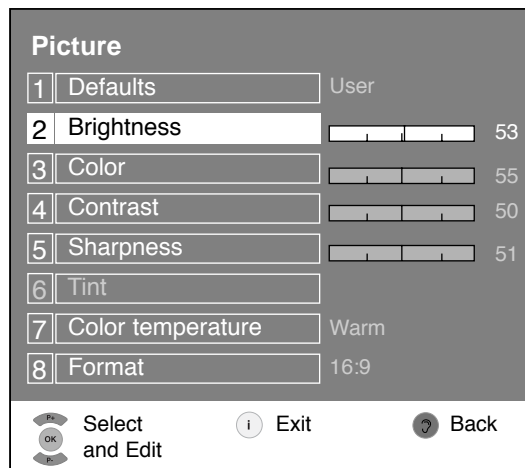 Picture
1 Defaults User
2 Brightness 53
3 Color 55
4 Contrast 50
5 Sharpness 51
6 Tint
7 Color temperature Warm
8 Format 16:9
P+
OK
P-
Select
and Edit
i Exit
Back